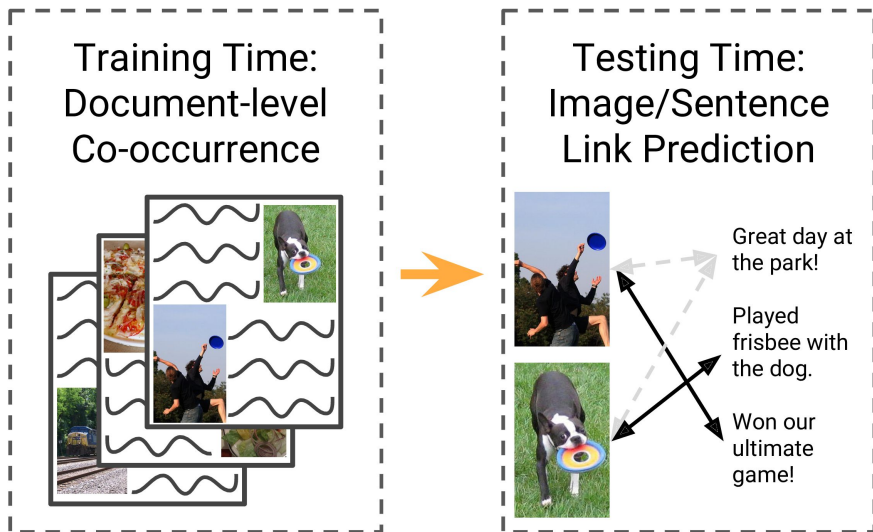 Training Time:
Document-level
Co-occurrence
Testing Time:
Image/Sentence
Link Prediction
Great day at
the park!
Played
frisbee with
the dog.
Won our
ultimate
game!